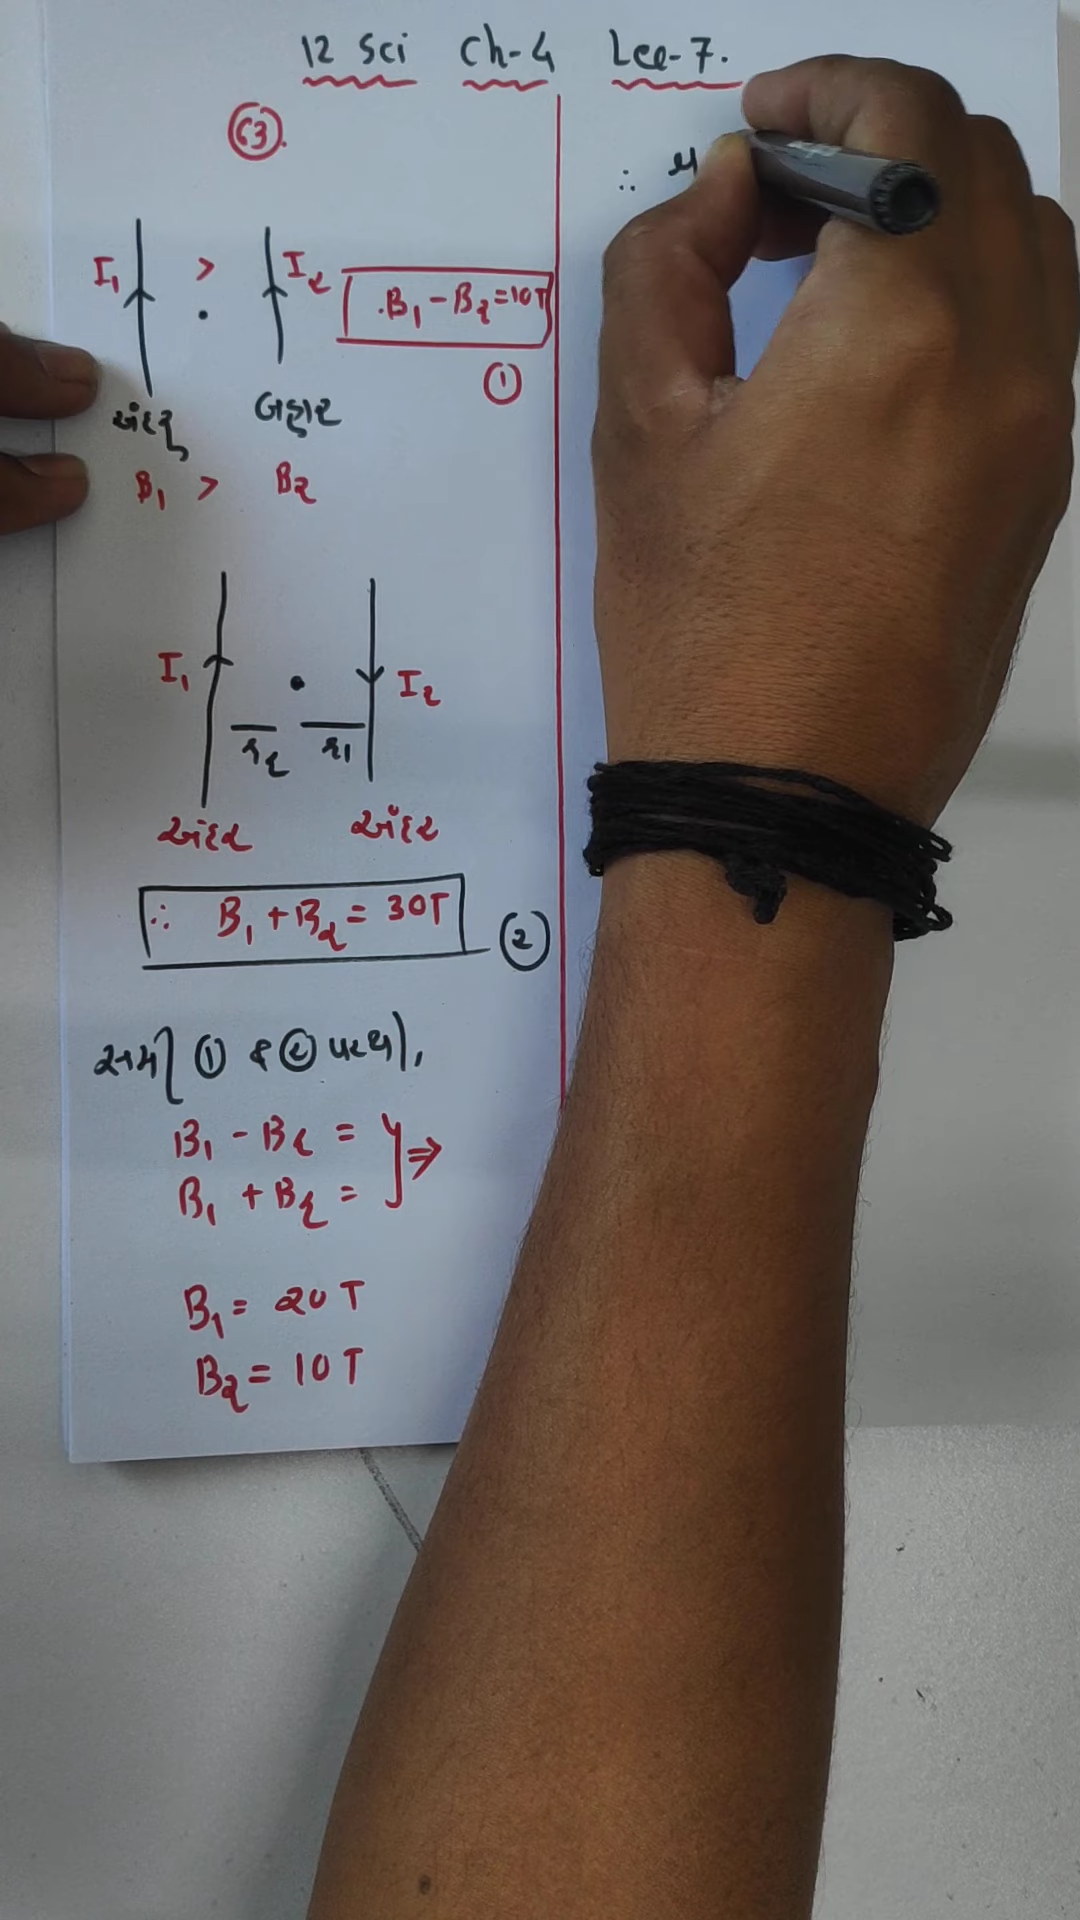 12 Sci Ch-4 Lec-7.
63.
I₁ > I₂
.B₁ - B₂ = 10T
①
અંદર બહાર
B₁ > B₂
I₁ I₂
r₂ r₁
અંદર અંદર
∴ B₁ + B₂ = 30T ②
સમી ① & ② પરથી,
B₁ - B₂ =
B₁ + B₂ = } ⇒
B₁ = 20 T
B₂ = 10 T
∴